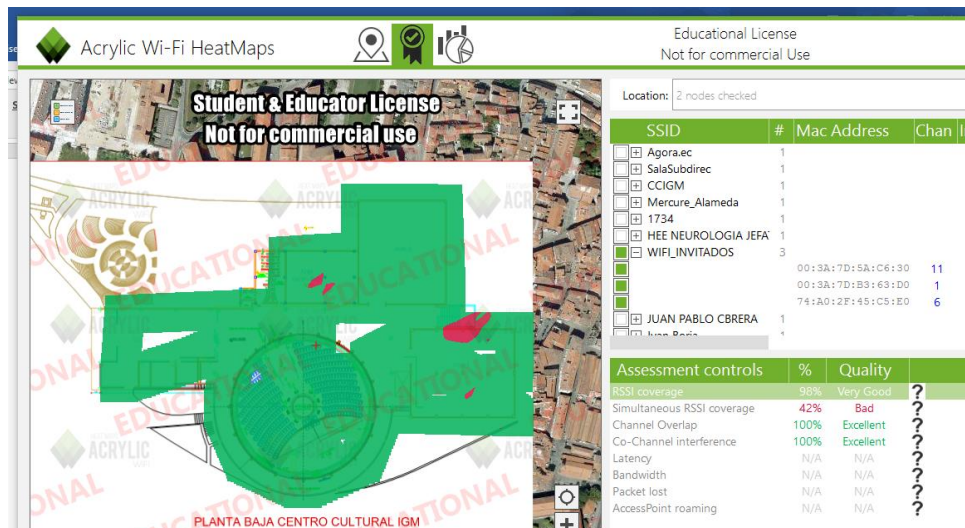 Acrylic Wi-Fi HeatMaps
Educational License
Not for commercial Use
Student & Educator License
Not for commercial use
Location: 2 nodes checked
SSID # Mac Address Chan
Agora.ec 1
SalaSubdirec 1
CCIGM 1
Mercure_Alameda 1
1734 1
HEE NEUROLOGIA JEFA 1
WIFI_INVITADOS 3
00:3A:7D:5A:C6:30 11
00:3A:7D:B3:63:D0 1
74:A0:2F:45:C5:E0 6
JUAN PABLO CBRERA 1
Assessment controls % Quality
RSSI coverage 98% Very Good ?
Simultaneous RSSI coverage 42% Bad ?
Channel Overlap 100% Excellent ?
Co-Channel interference 100% Excellent ?
Latency N/A N/A ?
Bandwidth N/A N/A ?
Packet lost N/A N/A ?
AccessPoint roaming N/A N/A ?
EDUCATIONAL
ACRYLIC
WiFi
PLANTA BAJA CENTRO CULTURAL IGM